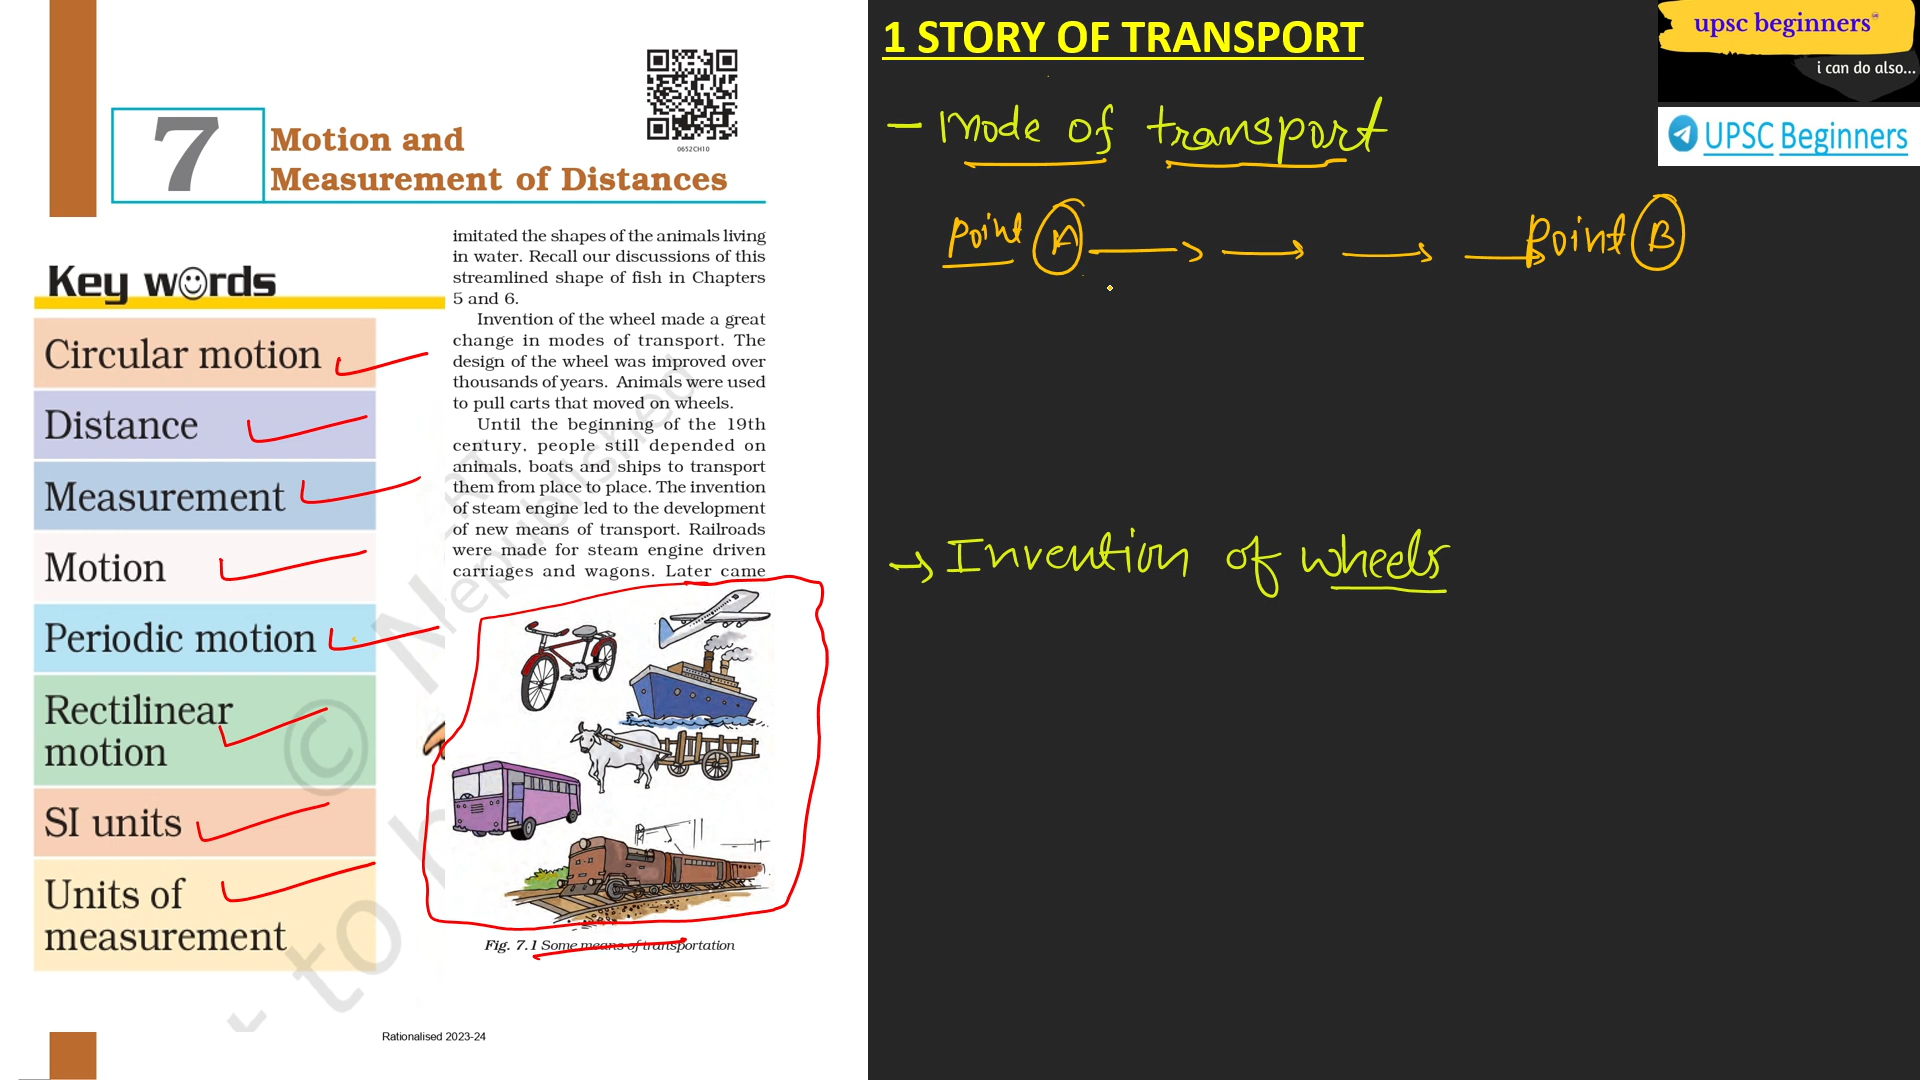 0652CH10
7
Motion and
Measurement of Distances
Key words
Circular motion
Distance
Measurement
Motion
Periodic motion
Rectilinear
motion
SI units
Units of
measurement
imitated the shapes of the animals living
in water. Recall our discussions of this
streamlined shape of fish in Chapters
5 and 6.
Invention of the wheel made a great
change in modes of transport. The
design of the wheel was improved over
thousands of years. Animals were used
to pull carts that moved on wheels.
Until the beginning of the 19th
century, people still depended on
animals, boats and ships to transport
them from place to place. The invention
of steam engine led to the development
of new means of transport. Railroads
were made for steam engine driven
carriages and wagons. Later came
Fig. 7.1 Some means of transportation
Rationalised 2023-24
1 STORY OF TRANSPORT
- Mode of transport
Point A → → → → Point B
→ Invention of wheels
upsc beginners
i can do also...
UPSC Beginners
© N
republished
t to